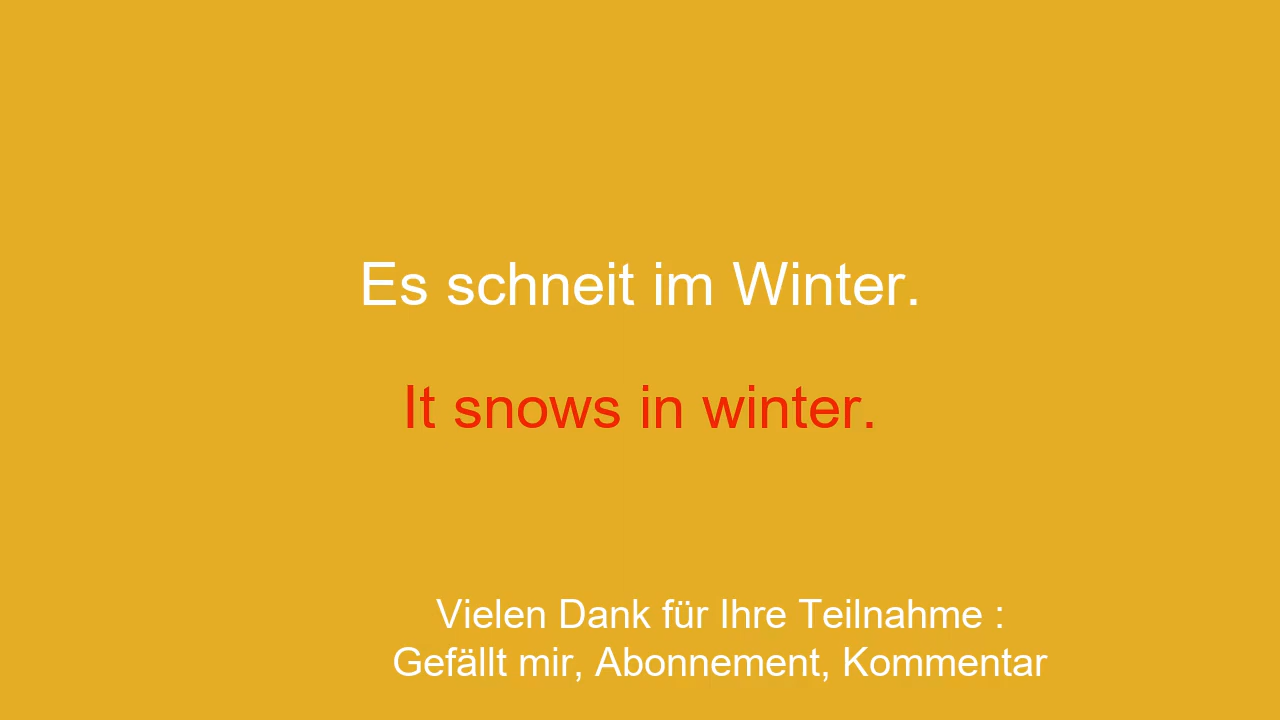 Es schneit im Winter.
It snows in winter.
Vielen Dank für Ihre Teilnahme :
Gefällt mir, Abonnement, Kommentar